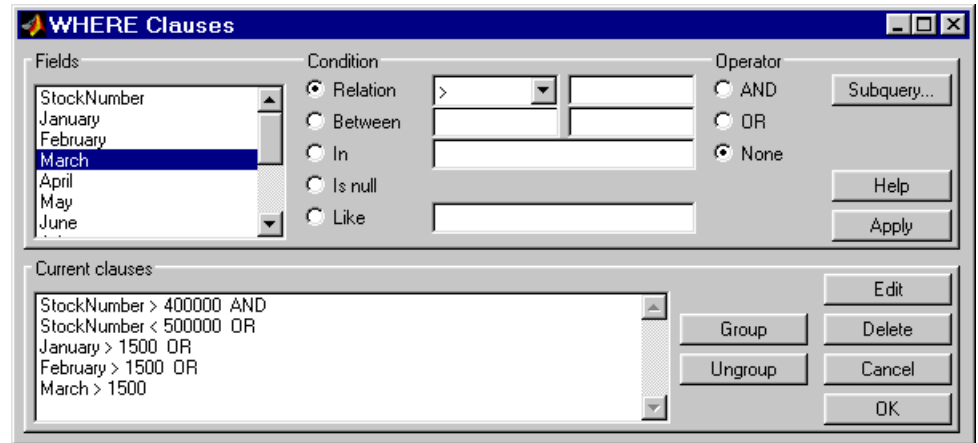 WHERE Clauses
Fields
StockNumber
January
February
March
April
May
June
Condition
Relation >
Between
In
Is null
Like
Operator
AND
OR
None
Subquery...
Help
Apply
Current clauses
StockNumber > 400000 AND
StockNumber < 500000 OR
January > 1500 OR
February > 1500 OR
March > 1500
Group
Ungroup
Edit
Delete
Cancel
OK